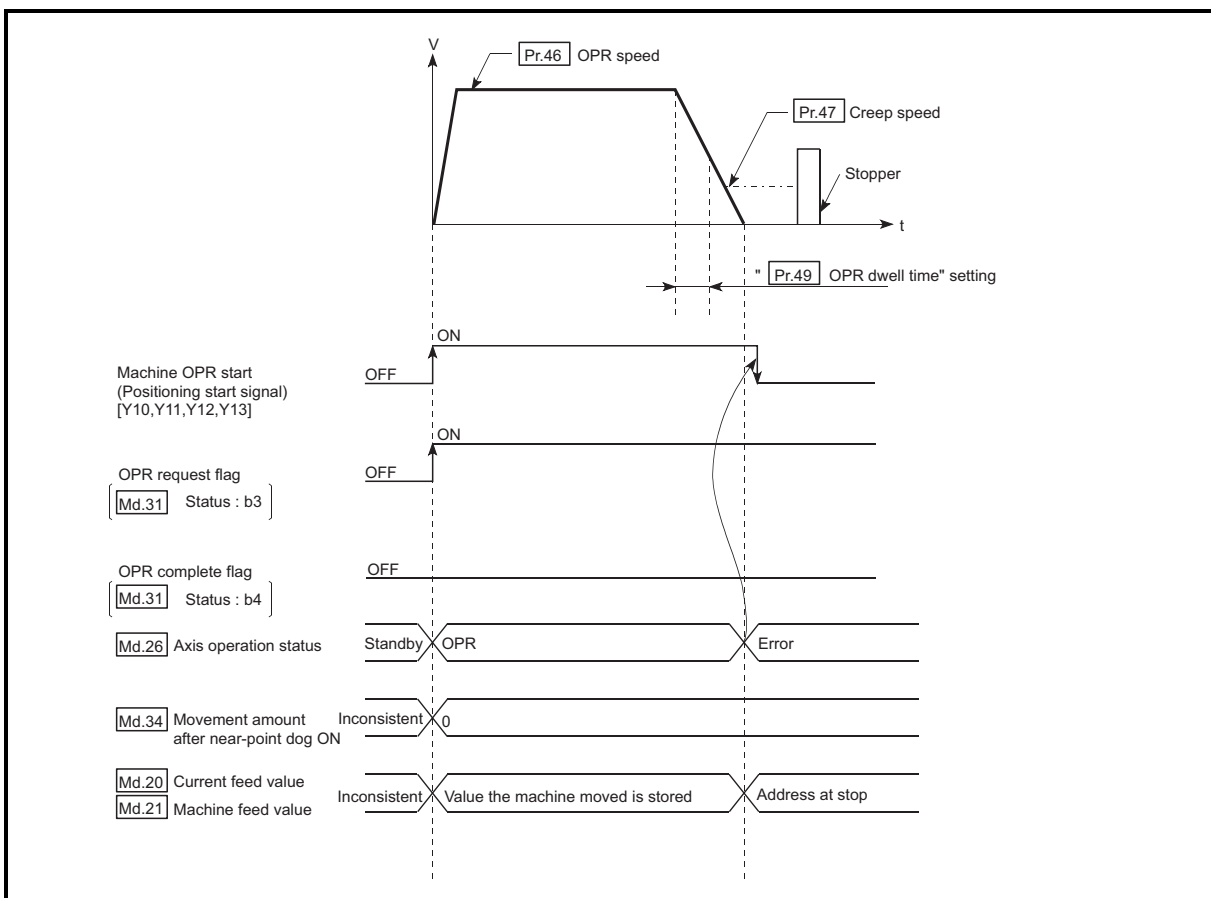 V
Pr.46 OPR speed
Pr.47 Creep speed
Stopper
t
" Pr.49 OPR dwell time" setting
ON
Machine OPR start
(Positioning start signal)
[Y10,Y11,Y12,Y13]
OFF
ON
OPR request flag
Md.31 Status : b3
OFF
OPR complete flag
Md.31 Status : b4
OFF
Md.26 Axis operation status
Standby
OPR
Error
Md.34 Movement amount
after near-point dog ON
Inconsistent
0
Md.20 Current feed value
Md.21 Machine feed value
Inconsistent
Value the machine moved is stored
Address at stop